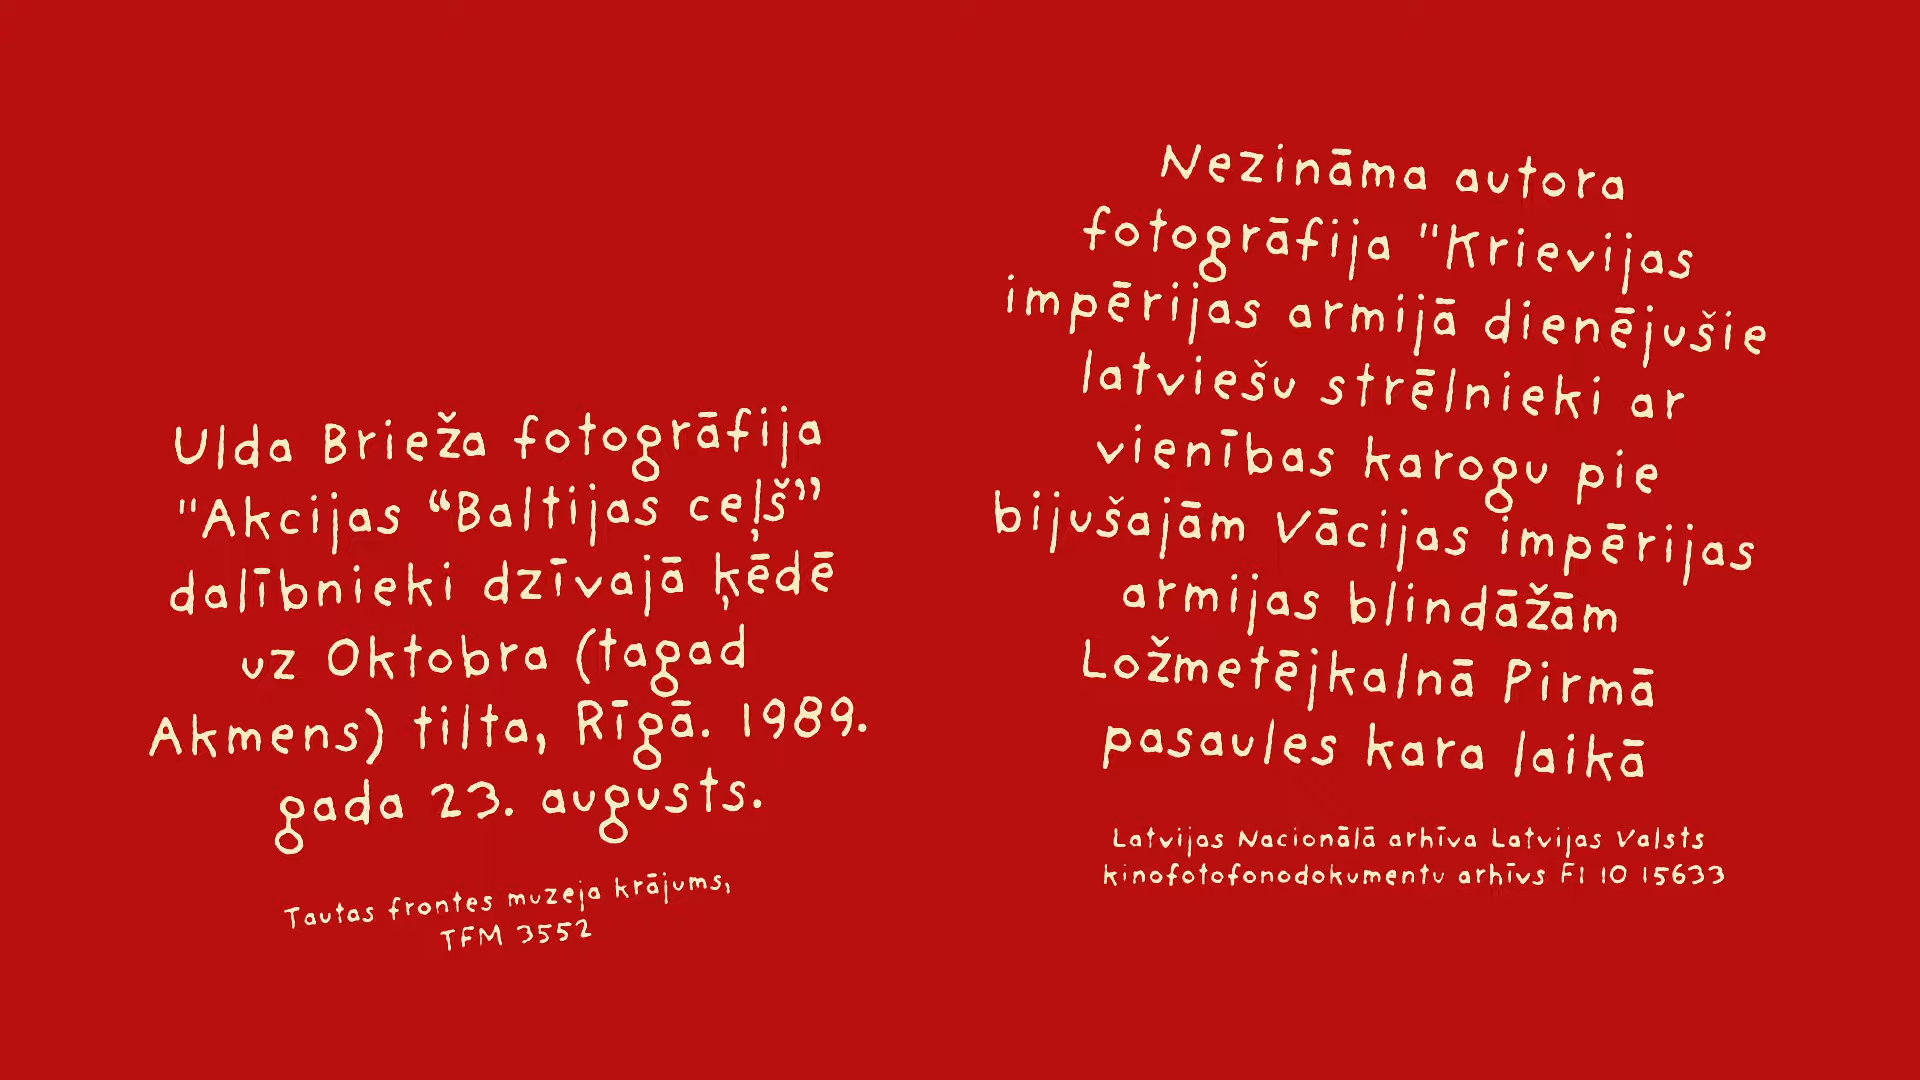 Ulda Brieža fotogrāfija
"Akcijas “Baltijas ceļš”
dalībnieki dzīvajā ķēdē
uz Oktobra (tagad
Akmens) tilta, Rīgā. 1989.
gada 23. augusts.
Tautas frontes muzeja krājums,
TFM 3552
Nezināma autora
fotogrāfija "Krievijas
impērijas armijā dienējušie
latviešu strēlnieki ar
vienības karogu pie
bijušajām Vācijas impērijas
armijas blindāžām
Ložmetējkalnā Pirmā
pasaules kara laikā
Latvijas Nacionālā arhīva Latvijas Valsts
kinofotofonodokumentu arhīvs F1 10 15633